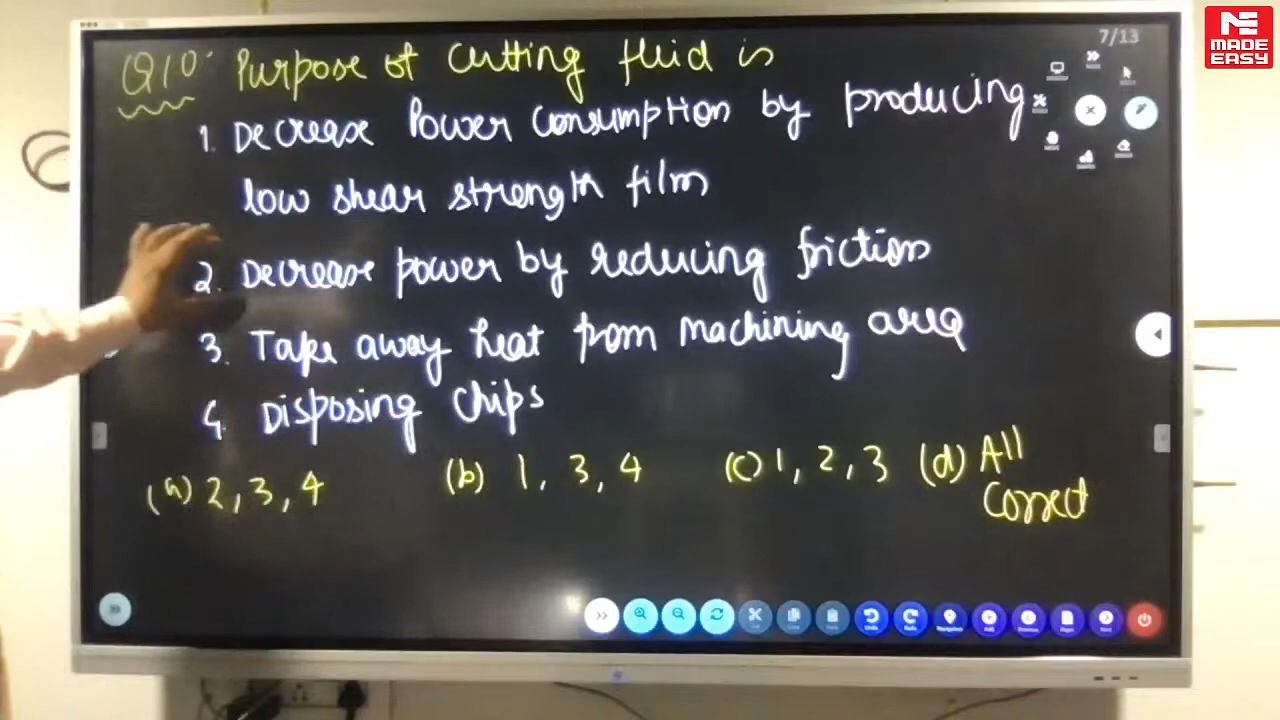 MADE
EASY
7/13
Q10. Purpose of Cutting fluid is
1. Decrease Power Consumption by producing
low shear strength film
2. Decrease power by reducing friction
3. Take away heat from machining area
4. Disposing Chips
(a) 2, 3, 4 (b) 1, 3, 4 (c) 1, 2, 3 (d) All
Correct